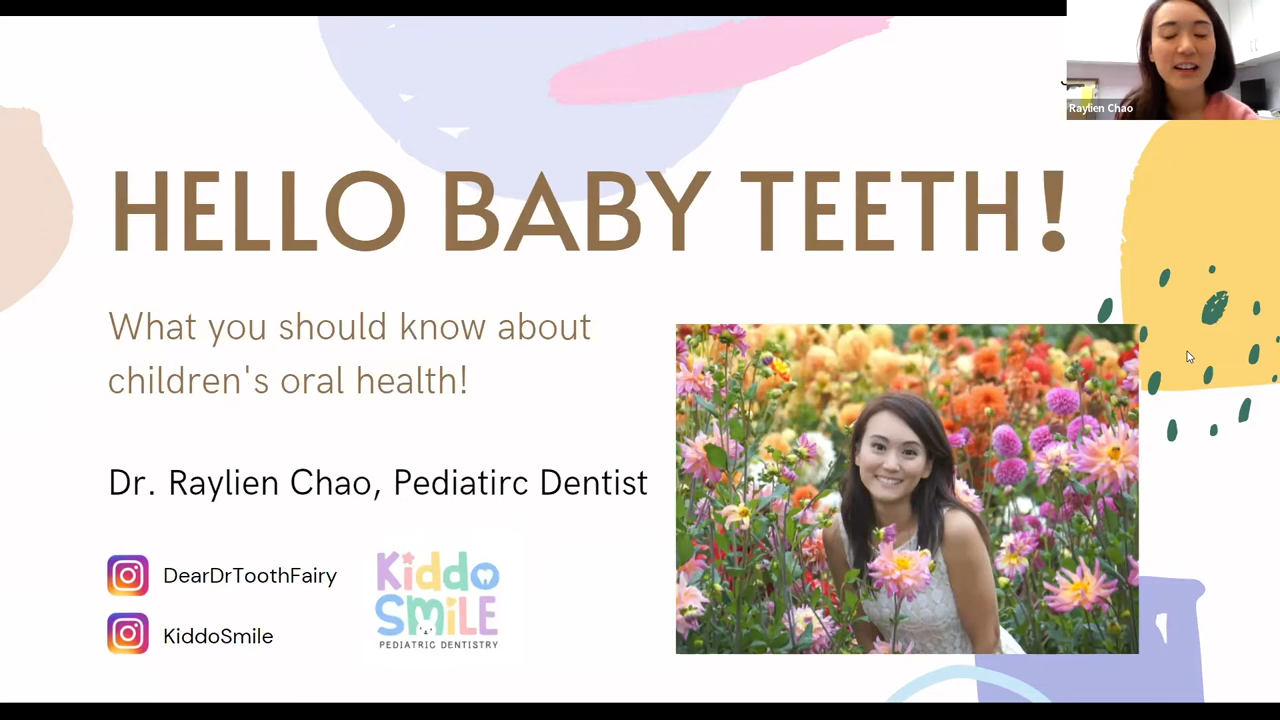 Raylien Chao
HELLO BABY TEETH!
What you should know about
children's oral health!
Dr. Raylien Chao, Pediatirc Dentist
DearDrToothFairy
KiddoSmile
Kiddo
SMiLE
PEDIATRIC DENTISTRY